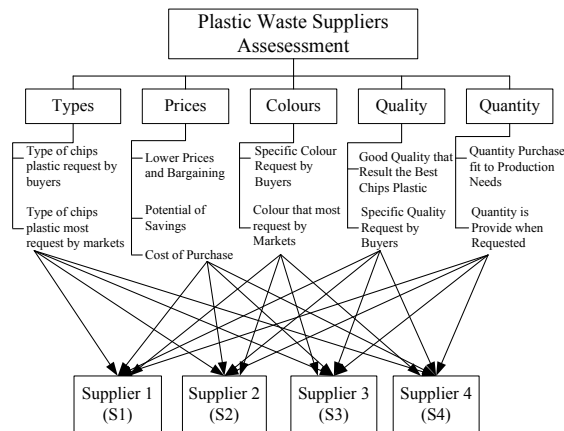 Plastic Waste Suppliers
Assesessment
Types
Prices
Colours
Quality
Quantity
Type of chips
plastic request by
buyers
Type of chips
plastic most
request by markets
Lower Prices
and Bargaining
Potential of
Savings
Cost of Purchase
Specific Colour
Request by
Buyers
Colour that most
request by
Markets
Good Quality that
Result the Best
Chips Plastic
Specific Quality
Request by
Buyers
Quantity Purchase
fit to Production
Needs
Quantity is
Provide when
Requested
Supplier 1
(S1)
Supplier 2
(S2)
Supplier 3
(S3)
Supplier 4
(S4)